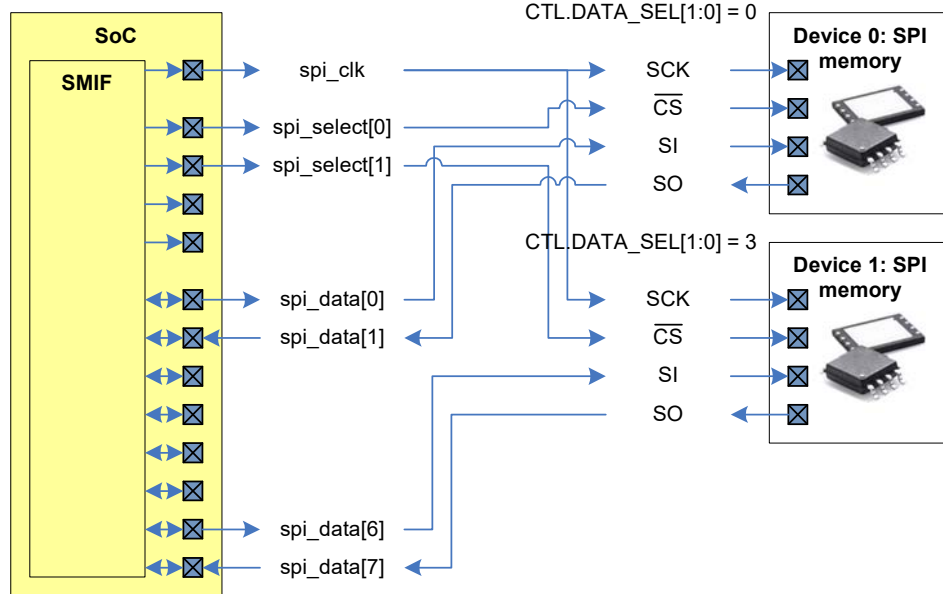 CTL.DATA_SEL[1:0] = 0
SoC
SMIF
Device 0: SPI
memory
spi_clk
SCK
spi_select[0]
CS
spi_select[1]
SI
SO
CTL.DATA_SEL[1:0] = 3
Device 1: SPI
memory
spi_data[0]
SCK
spi_data[1]
CS
SI
SO
spi_data[6]
spi_data[7]